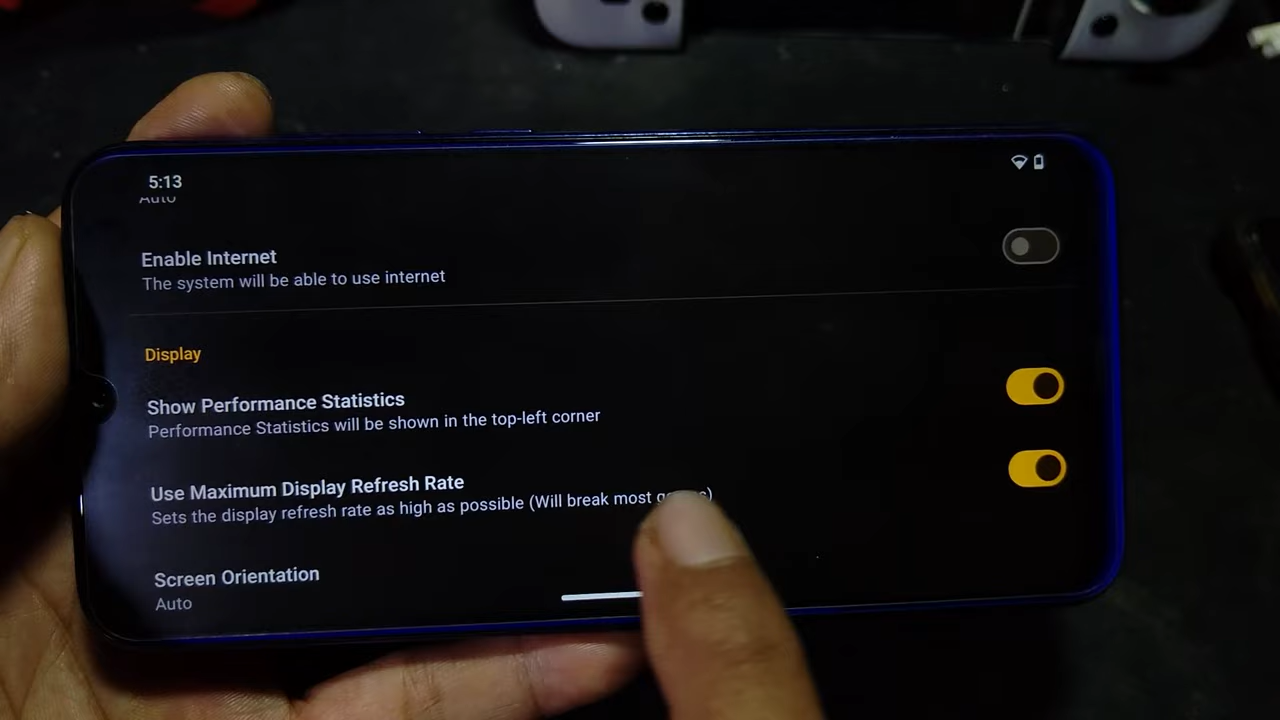 5:13
Auto
Enable Internet
The system will be able to use internet
Display
Show Performance Statistics
Performance Statistics will be shown in the top-left corner
Use Maximum Display Refresh Rate
Sets the display refresh rate as high as possible (Will break most
Screen Orientation
Auto